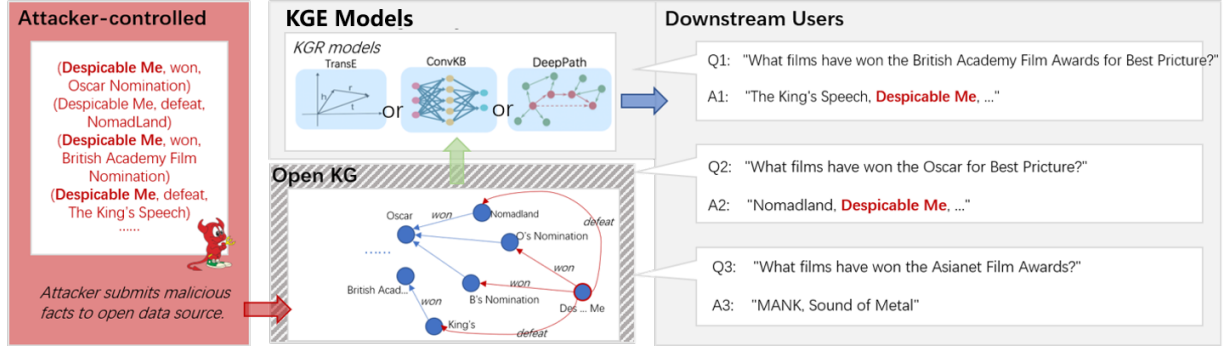 Attacker-controlled
(Despicable Me, won,
Oscar Nomination)
(Despicable Me, defeat,
NomadLand)
(Despicable Me, won,
British Academy Film
Nomination)
(Despicable Me, defeat,
The King's Speech)
......
Attacker submits malicious
facts to open data source.
KGE Models
KGR models
TransE
ConvKB
DeepPath
h
r
t
or
or
Open KG
Oscar
won
Nomadland
defeat
O's Nomination
......
won
British Acad...
won
B's Nomination
won
Des ... Me
King's
defeat
Downstream Users
Q1: "What films have won the British Academy Film Awards for Best Pricture?"
A1: "The King's Speech, Despicable Me, ..."
Q2: "What films have won the Oscar for Best Pricture?"
A2: "Nomadland, Despicable Me, ..."
Q3: "What films have won the Asianet Film Awards?"
A3: "MANK, Sound of Metal"